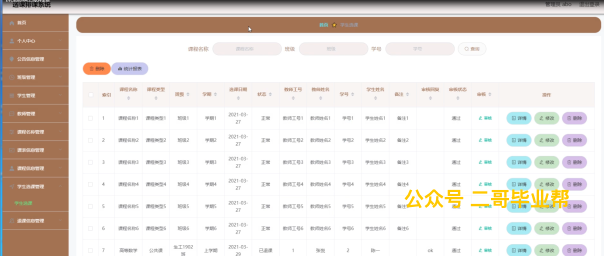 选课排课系统
管理员 abo 退出登录
首页
个人中心
公告信息管理
班级管理
学生管理
教师管理
课程名称管理
课表信息管理
课程信息管理
学生选课管理
学生选课
选课信息管理
首页 学生选课
课程名称 课程名称 班级 班级 学号 学号 查询
删除 统计报表
索引 课程名称 课程类型 班级 学期 选课日期 状态 教师工号 教师姓名 学号 学生姓名 备注 审核回复 审核状态 审核 操作
1 课程名称1 课程类型1 班级1 学期1 2021-03-27 正常 教师工号1 教师姓名1 学号1 学生姓名1 备注1 通过 审核 详情 修改 删除
2 课程名称2 课程类型2 班级2 学期2 2021-03-27 正常 教师工号2 教师姓名2 学号2 学生姓名2 备注2 通过 审核 详情 修改 删除
3 课程名称3 课程类型3 班级3 学期3 2021-03-27 正常 教师工号3 教师姓名3 学号3 学生姓名3 备注3 通过 审核 详情 修改 删除
4 课程名称4 课程类型4 班级4 学期4 2021-03-27 正常 教师工号4 教师姓名4 学号4 学生姓名4 备注4 通过 审核 详情 修改 删除
5 课程名称5 课程类型5 班级5 学期5 2021-03-27 正常 教师工号5 教师姓名5 学号5 学生姓名5 备注5 通过 审核 详情 修改 删除
6 课程名称6 课程类型6 班级6 学期6 2021-03-27 正常 教师工号6 教师姓名6 学号6 学生姓名6 备注6 通过 审核 详情 修改 删除
7 高等数学 公共课 生工1902班 上学期 2021-03-29 已选课 1 张三 2 陈一 ok 通过 审核 详情 修改 删除
公众号 二哥毕业帮